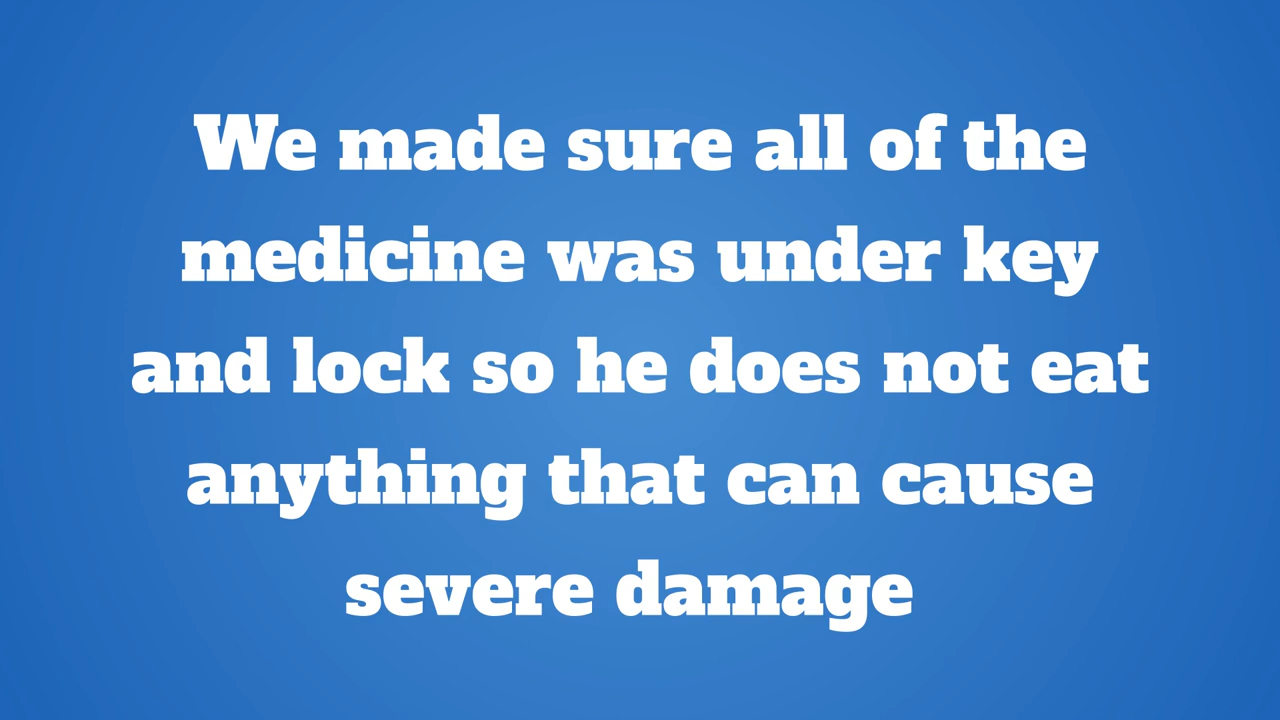 We made sure all of the
medicine was under key
and lock so he does not eat
anything that can cause
severe damage